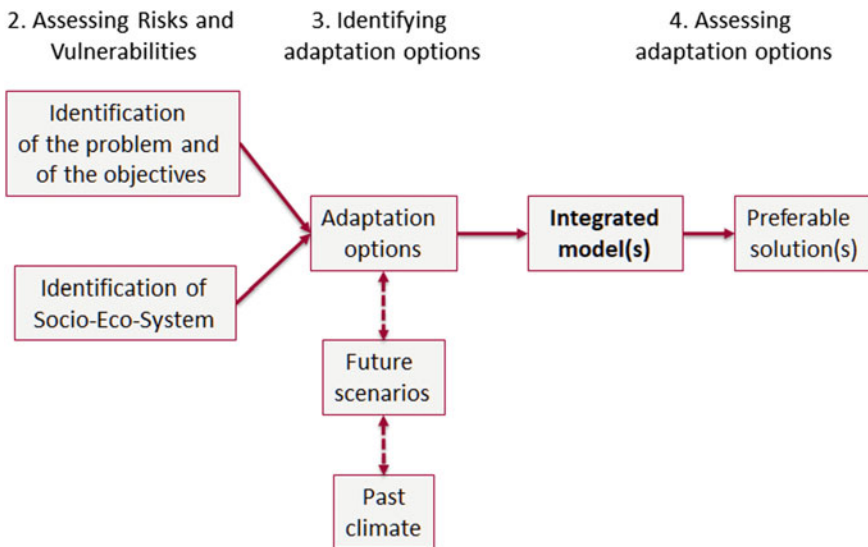 2. Assessing Risks and
Vulnerabilities
3. Identifying
adaptation options
4. Assessing
adaptation options
Identification
of the problem and
of the objectives
Identification of
Socio-Eco-System
Adaptation
options
Integrated
model(s)
Preferable
solution(s)
Future
scenarios
Past
climate